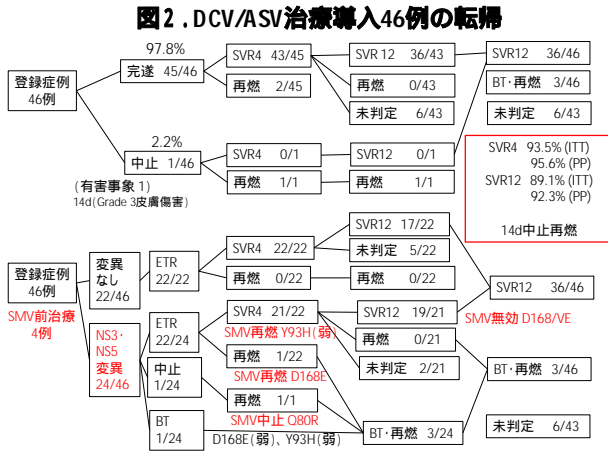 図2.DCV/ASV治療導入46例の転帰
97.8%
登録症例
46例
完遂 45/46
SVR4 43/45
再燃 2/45
SVR 12 36/43
再燃 0/43
未判定 6/43
SVR12 36/46
BT・再燃 3/46
未判定 6/43
2.2%
中止 1/46
(有害事象 1)
14d(Grade 3皮膚傷害)
SVR4 0/1
再燃 1/1
SVR12 0/1
再燃 1/1
SVR4 93.5% (ITT)
95.6% (PP)
SVR12 89.1% (ITT)
92.3% (PP)
14d中止再燃
登録症例
46例
SMV前治療
4例
変異
なし
22/46
ETR
22/22
SVR4 22/22
再燃 0/22
SVR12 17/22
未判定 5/22
再燃 0/22
NS3・
NS5
変異
24/46
ETR
22/24
中止
1/24
BT
1/24
SVR4 21/22
SMV再燃 Y93H(弱)
再燃 1/22
SMV再燃 D168E
再燃 1/1
SMV中止 Q80R
D168E(弱)、Y93H(弱)
SVR12 19/21
再燃 0/21
未判定 2/21
BT・再燃 3/24
SVR12 36/46
SMV無効 D168/VE
BT・再燃 3/46
未判定 6/43